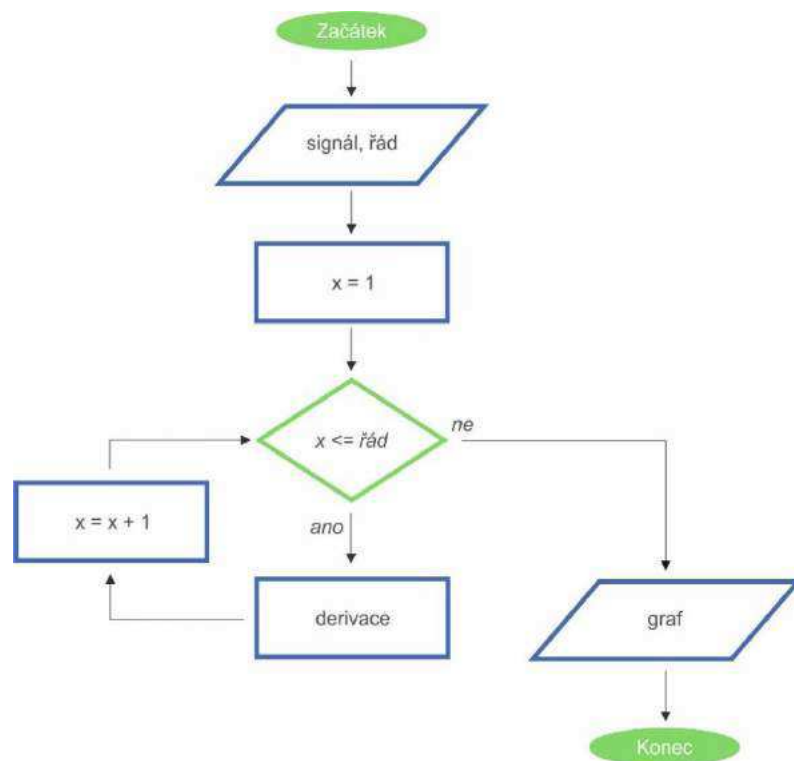 Začátek
signál, řád
x = 1
x <= řád
ne
x = x + 1
ano
derivace
graf
Konec